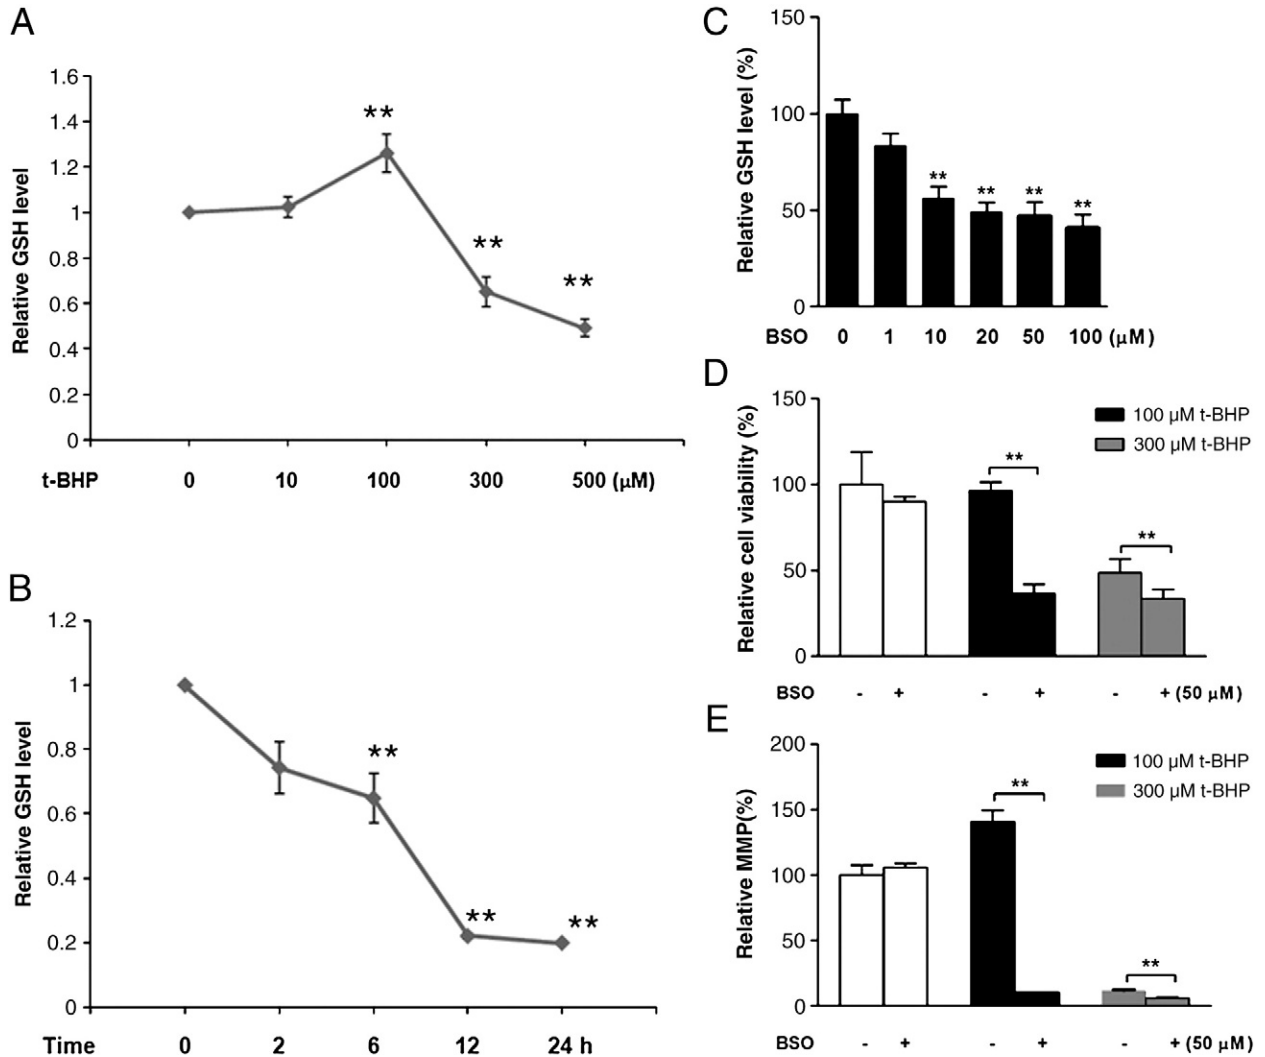 A
Relative GSH level
1.6
1.4
1.2
1
0.8
0.6
0.4
0.2
0
**
**
**
t-BHP 0 10 100 300 500 (μM)
B
Relative GSH level
1.2
1
0.8
0.6
0.4
0.2
0
**
**
**
Time 0 2 6 12 24 h
C
Relative GSH level (%)
150
100
50
0
**
**
**
**
BSO 0 1 10 20 50 100 (μM)
D
Relative cell viability (%)
150
100
50
0
100 μM t-BHP
300 μM t-BHP
**
**
BSO - + - + - + (50 μM)
E
Relative MMP(%)
200
150
100
50
0
100 μM t-BHP
300 μM t-BHP
**
**
BSO - + - + - + (50 μM)